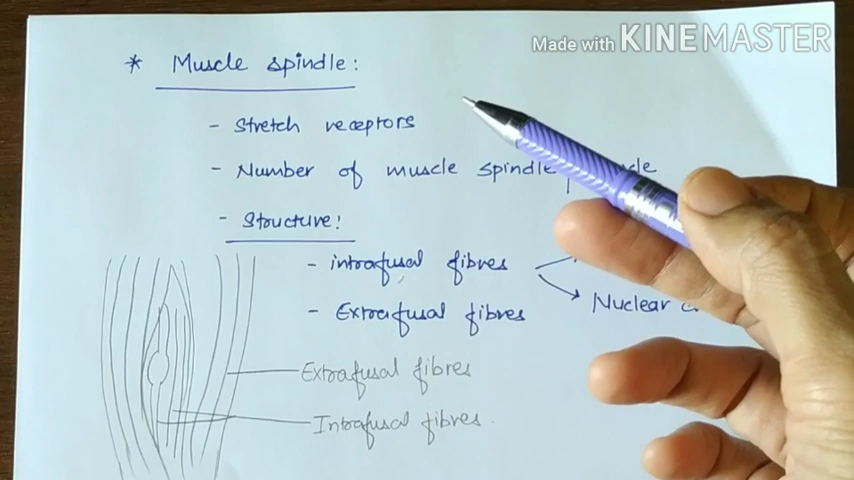 Made with KINEMASTER
* Muscle spindle:
- Stretch receptors
- Number of muscle spindle
- Structure:
- intrafusal fibres
- Extrafusal fibres
Nuclear
Extrafusal fibres
Intrafusal fibres.